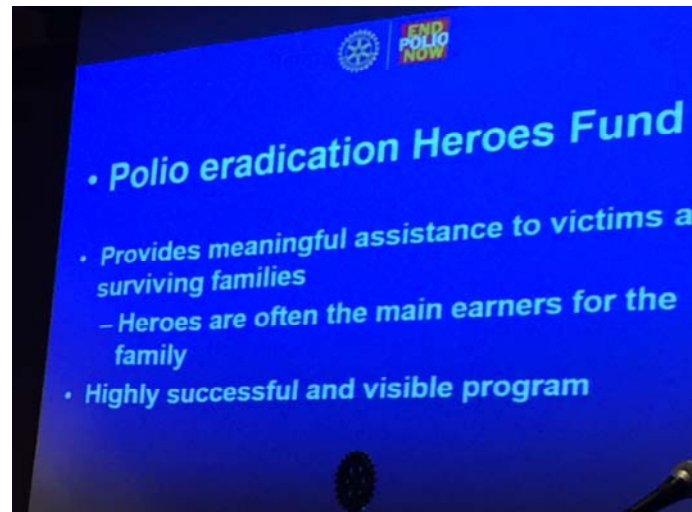 END
POLIO
NOW
• Polio eradication Heroes Fund
• Provides meaningful assistance to victims a
surviving families
– Heroes are often the main earners for the
family
• Highly successful and visible program